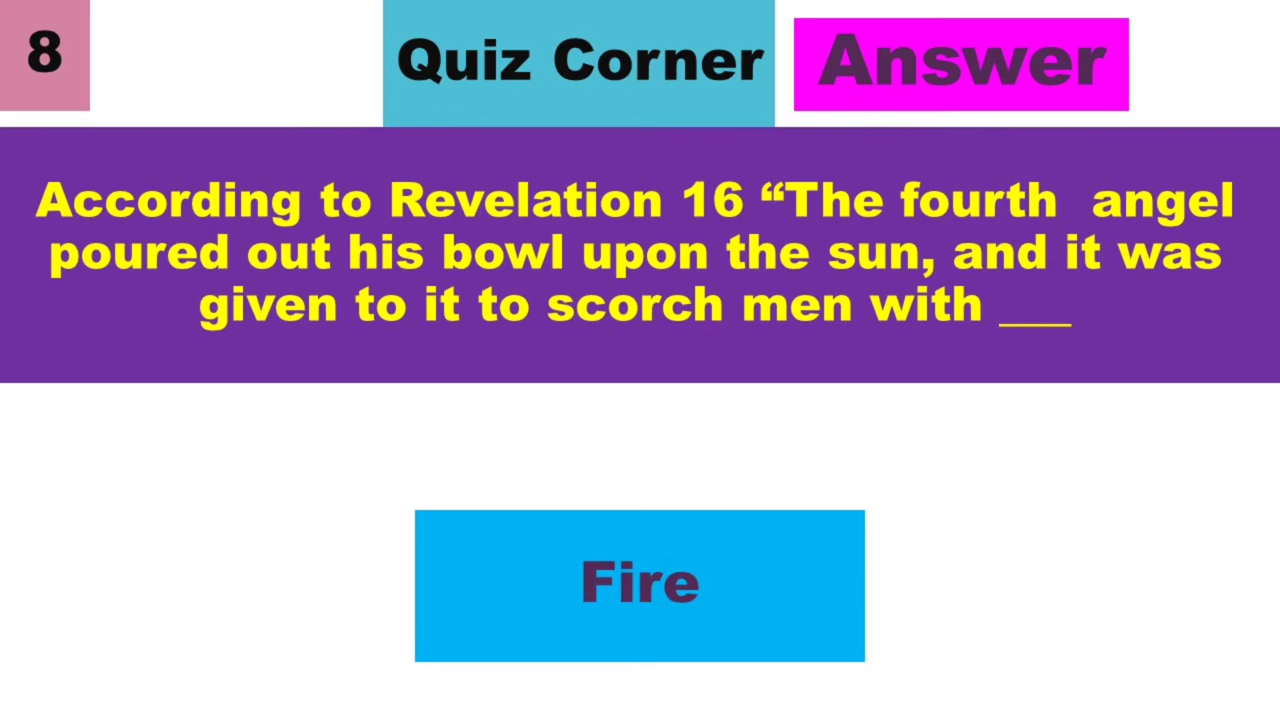 8
Quiz Corner
Answer
According to Revelation 16 “The fourth angel
poured out his bowl upon the sun, and it was
given to it to scorch men with ___
Fire